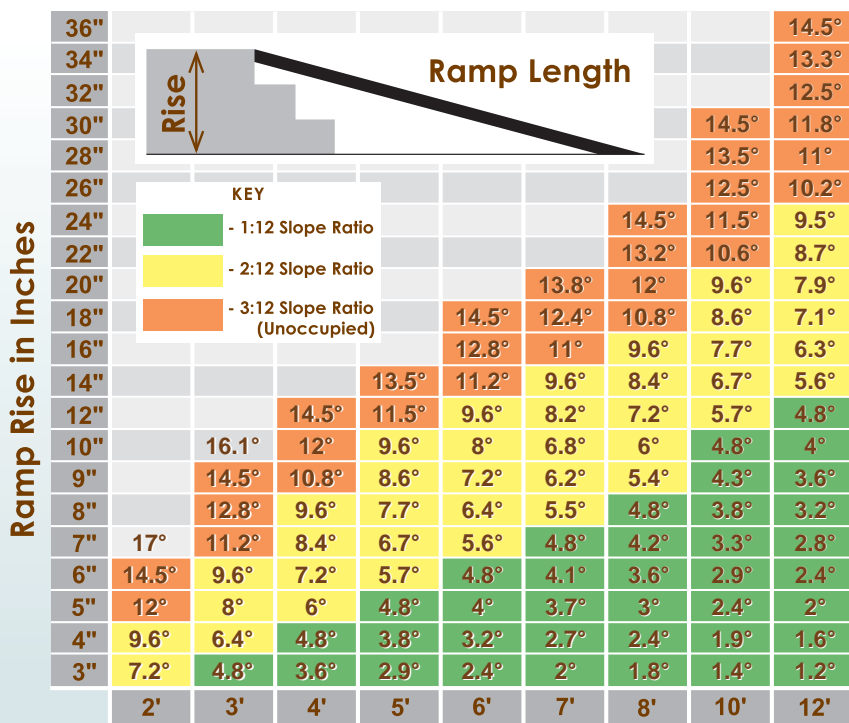 36" 14.5°
34" 13.3°
32" 12.5°
30" 14.5° 11.8°
28" 13.5° 11°
26" 12.5° 10.2°
24" 14.5° 11.5° 9.5°
22" 13.2° 10.6° 8.7°
20" 13.8° 12° 9.6° 7.9°
18" 14.5° 12.4° 10.8° 8.6° 7.1°
16" 12.8° 11° 9.6° 7.7° 6.3°
14" 13.5° 11.2° 9.6° 8.4° 6.7° 5.6°
12" 14.5° 11.5° 9.6° 8.2° 7.2° 5.7° 4.8°
10" 16.1° 12° 9.6° 8° 6.8° 6° 4.8° 4°
9" 14.5° 10.8° 8.6° 7.2° 6.2° 5.4° 4.3° 3.6°
8" 12.8° 9.6° 7.7° 6.4° 5.5° 4.8° 3.8° 3.2°
7" 17° 11.2° 8.4° 6.7° 5.6° 4.8° 4.2° 3.3° 2.8°
6" 14.5° 9.6° 7.2° 5.7° 4.8° 4.1° 3.6° 2.9° 2.4°
5" 12° 8° 6° 4.8° 4° 3.7° 3° 2.4° 2°
4" 9.6° 6.4° 4.8° 3.8° 3.2° 2.7° 2.4° 1.9° 1.6°
3" 7.2° 4.8° 3.6° 2.9° 2.4° 2° 1.8° 1.4° 1.2°
2' 3' 4' 5' 6' 7' 8' 10' 12'
Ramp Rise in Inches
Rise
Ramp Length
KEY
- 1:12 Slope Ratio
- 2:12 Slope Ratio
- 3:12 Slope Ratio
(Unoccupied)